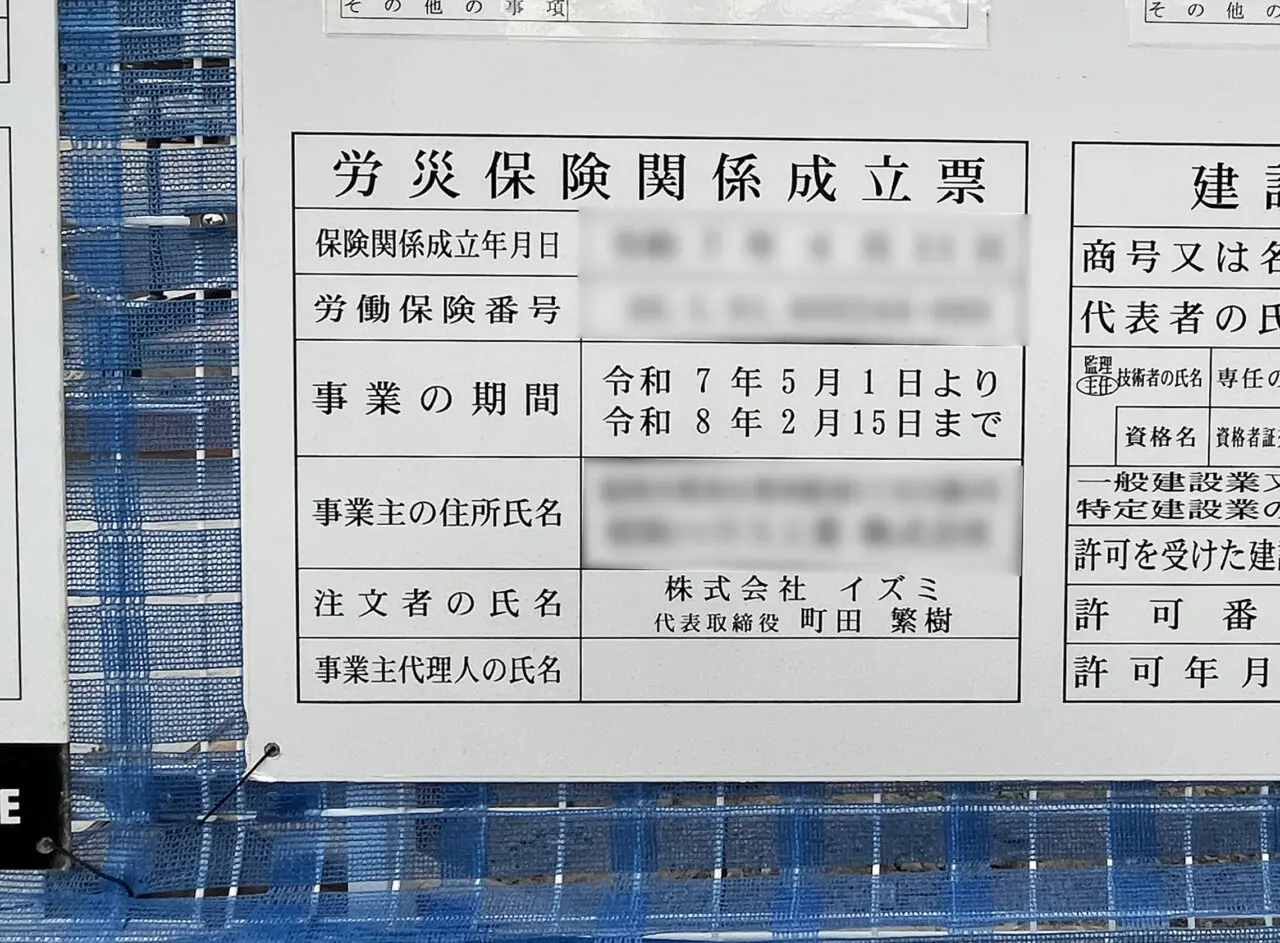 その他の事項
その他の
労災保険関係成立票
保険関係成立年月日
労働保険番号
事業の期間
令和7年5月1日より
令和8年2月15日まで
事業主の住所氏名
注文者の氏名
株式会社 イズミ
代表取締役 町田 繁樹
事業主代理人の氏名
建設
商号又は名
代表者の氏
監理
主任
技術者の氏名
専任の
資格名
資格者証交
一般建設業又
特定建設業の
許可を受けた建設
許可番
許可年月
E